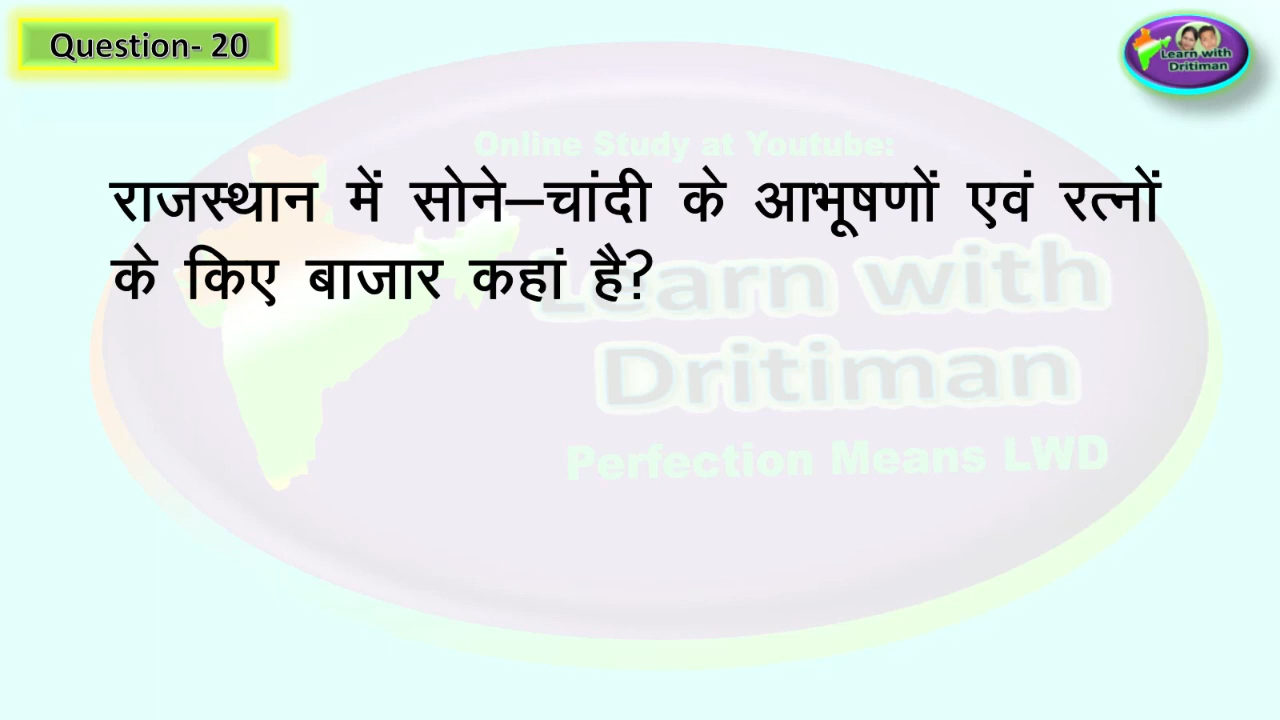 Question- 20
Learn with
Dritiman
Online Study at Youtube:
राजस्थान में सोने–चांदी के आभूषणों एवं रत्नों
के किए बाजार कहां है?
Learn with
Dritiman
Perfection Means LWD